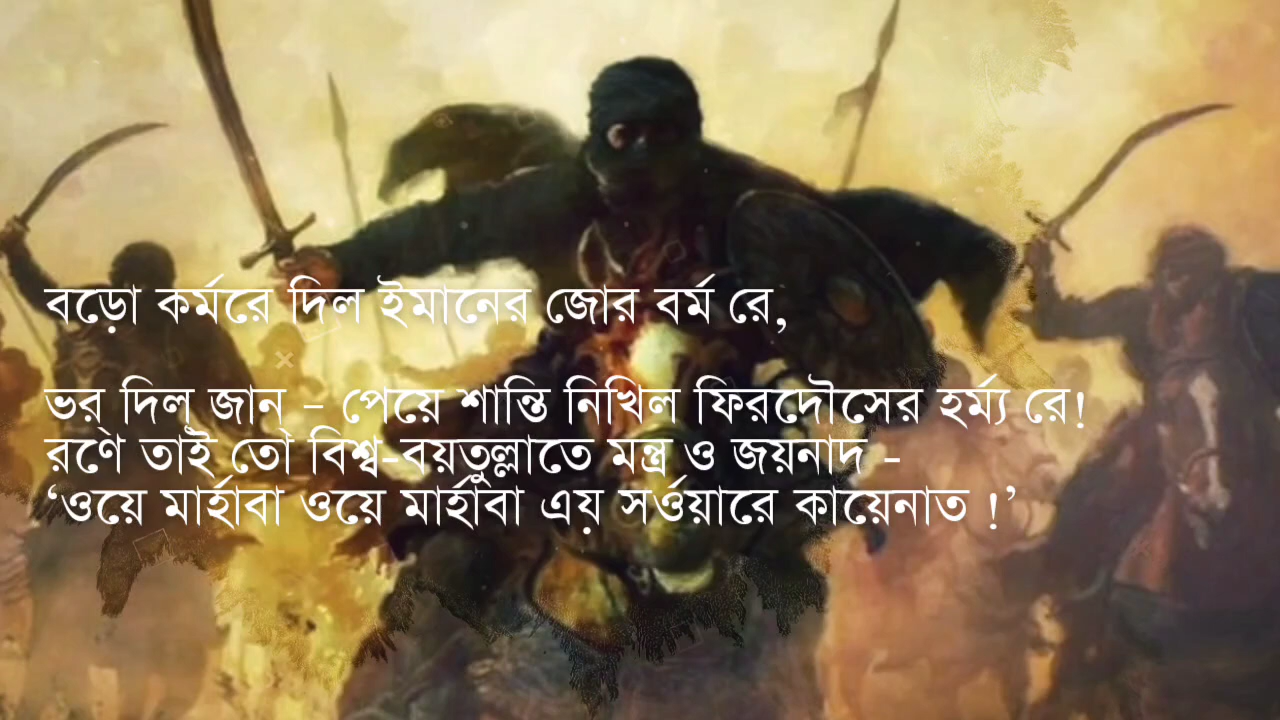 বড়ো কর্মরে দিল ইমানের জোর বর্ম রে,
ভর্ দিল্ জান্ – পেয়ে শান্তি নিখিল ফিরদৌসের হর্ম্য রে!
রণে তাই তো বিশ্ব-বয়তুল্লাতে মন্ত্র ও জয়নাদ -
‘ওয়ে মার্হাবা ওয়ে মার্হাবা এয়্ সর্ওয়ারে কায়েনাত !’